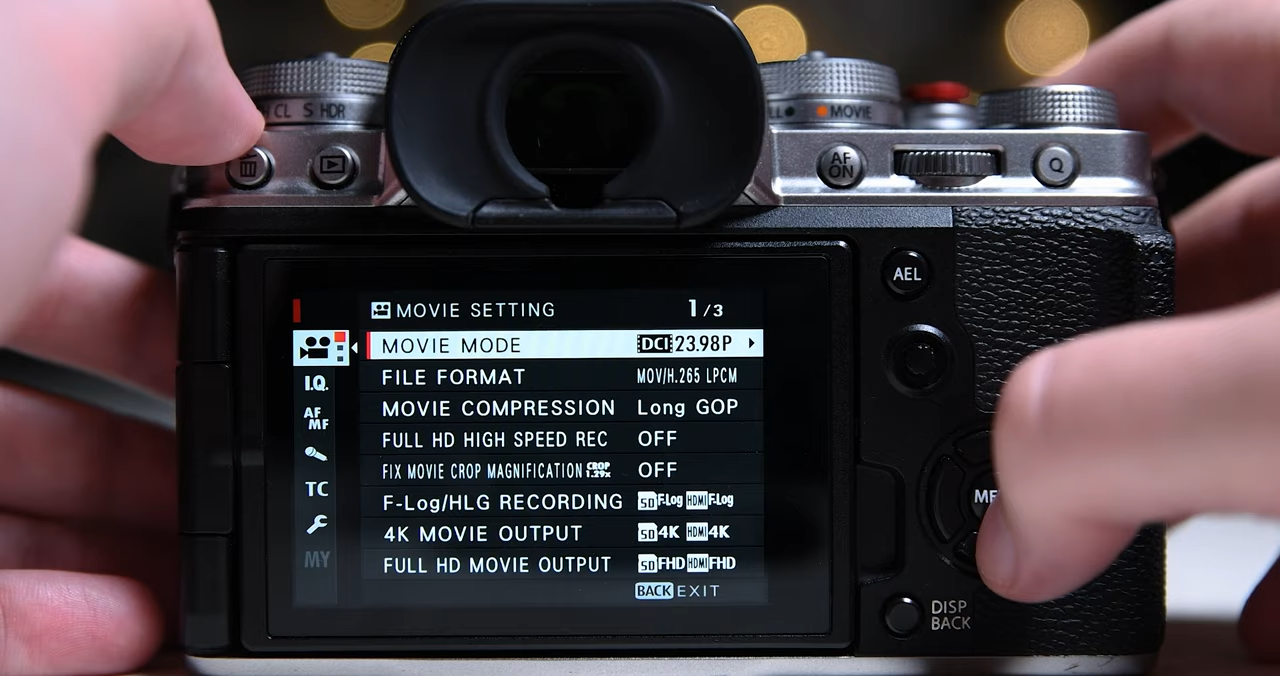 CL S HDR
MOVIE
AF
ON
Q
AEL
MOVIE SETTING 1/3
MOVIE MODE DCI 23.98P
I.Q.
FILE FORMAT MOV/H.265 LPCM
AF
MF
MOVIE COMPRESSION Long GOP
FULL HD HIGH SPEED REC OFF
FIX MOVIE CROP MAGNIFICATION CROP 1.29x OFF
TC
F-Log/HLG RECORDING SD F-Log HDMI F-Log
4K MOVIE OUTPUT SD 4K HDMI 4K
MY
FULL HD MOVIE OUTPUT SD FHD HDMI FHD
BACK EXIT
DISP
BACK